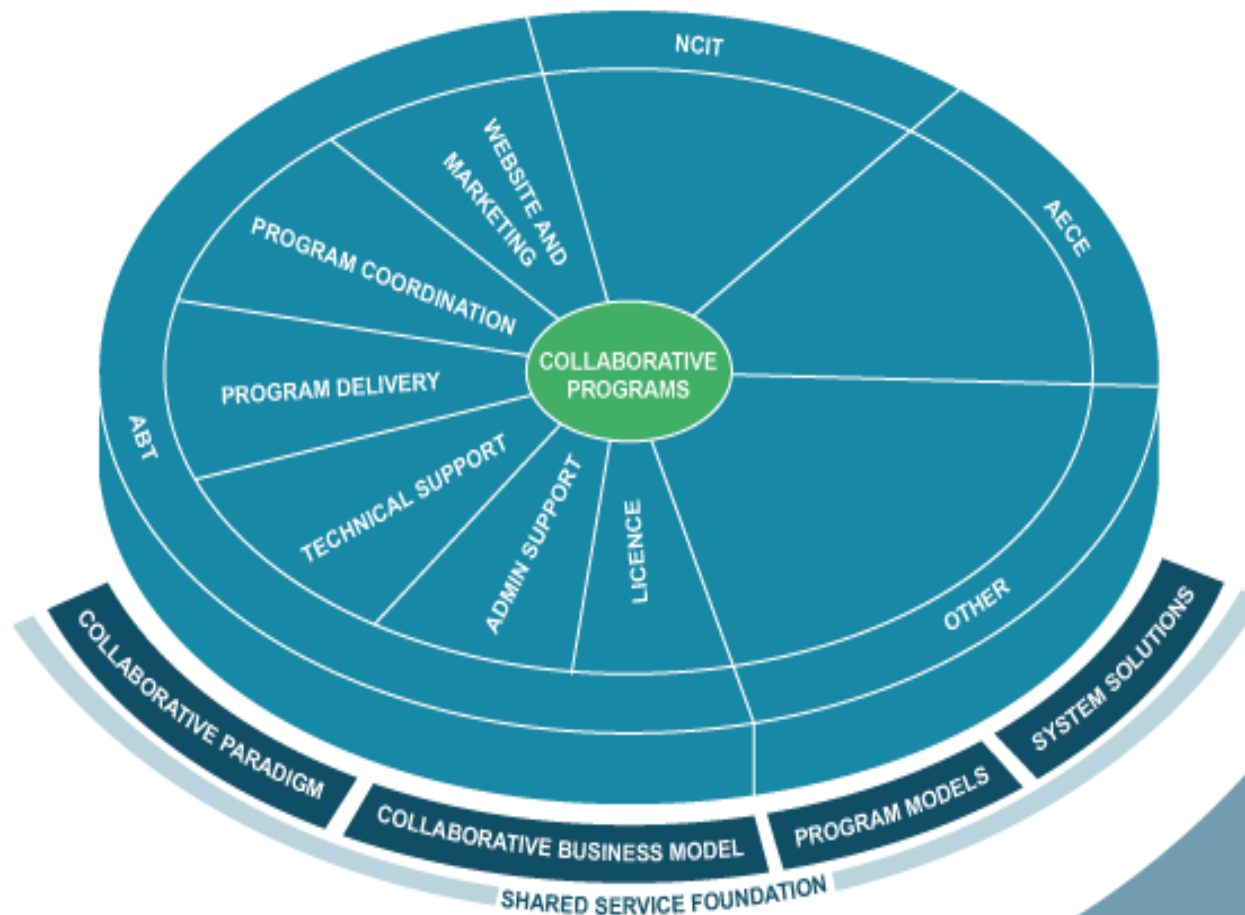 NCIT
AECE
WEBSITE AND
MARKETING
PROGRAM COORDINATION
COLLABORATIVE
PROGRAMS
PROGRAM DELIVERY
ABT
TECHNICAL SUPPORT
ADMIN SUPPORT
LICENCE
OTHER
COLLABORATIVE PARADIGM
COLLABORATIVE BUSINESS MODEL
PROGRAM MODELS
SYSTEM SOLUTIONS
SHARED SERVICE FOUNDATION